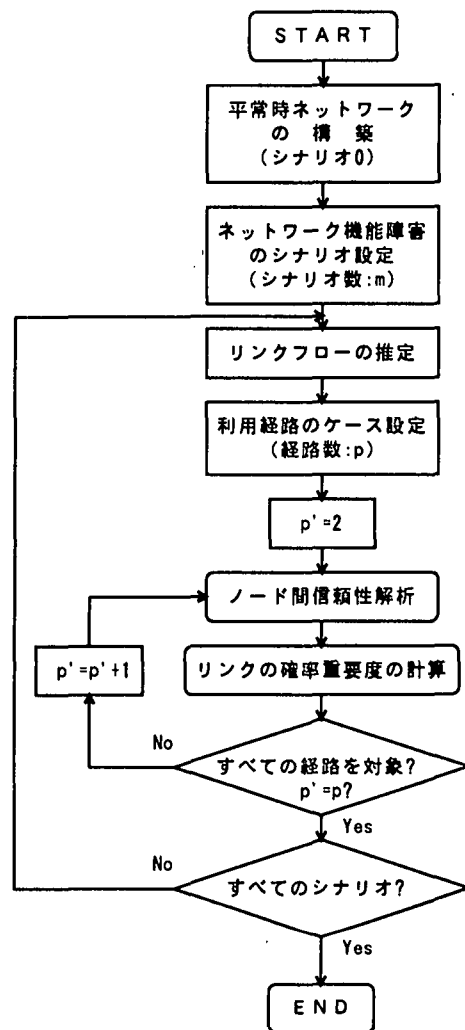 START
平常時ネットワーク
の構築
(シナリオ0)
ネットワーク機能障害
のシナリオ設定
(シナリオ数:m)
リンクフローの推定
利用経路のケース設定
(経路数:p)
p'=2
ノード間信頼性解析
p'=p'+1
リンクの確率重要度の計算
No
すべての経路を対象?
p'=p?
Yes
No
すべてのシナリオ?
Yes
END